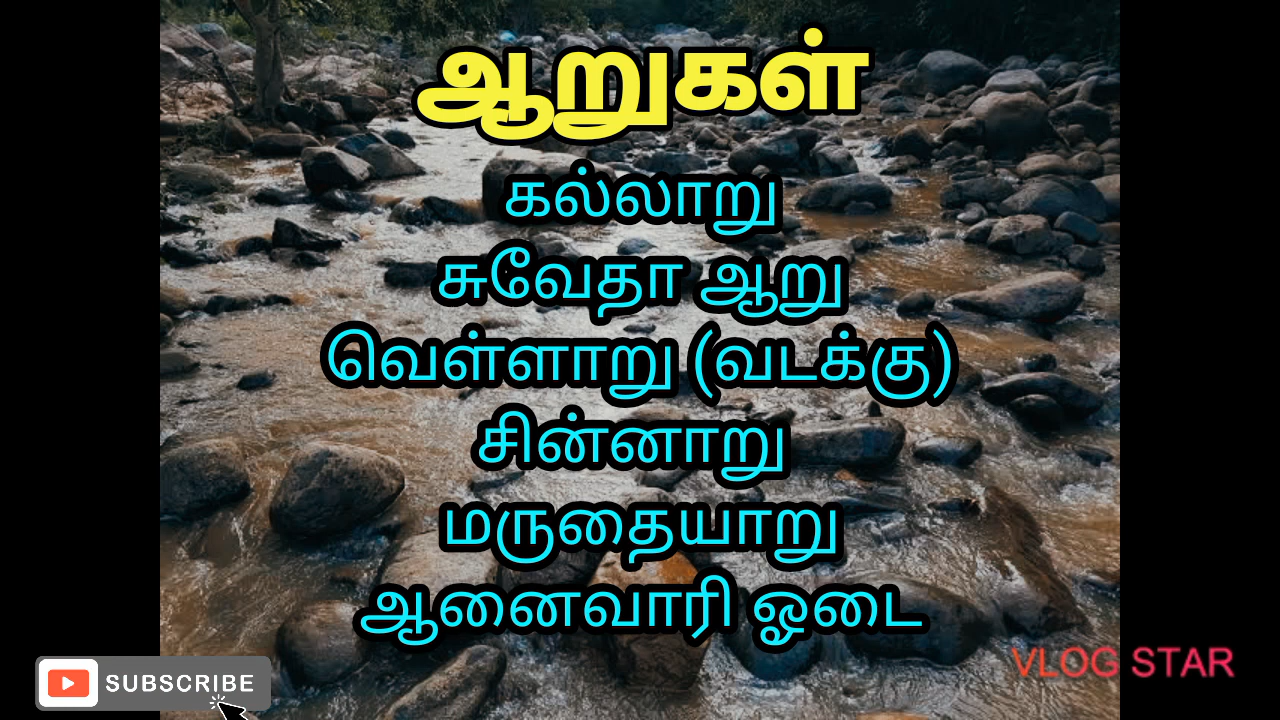 ஆறுகள்
கல்லாறு
சுவேதா ஆறு
வெள்ளாறு (வடக்கு)
சின்னாறு
மருதையாறு
ஆனைவாரி ஓடை
SUBSCRIBE
VLOG STAR